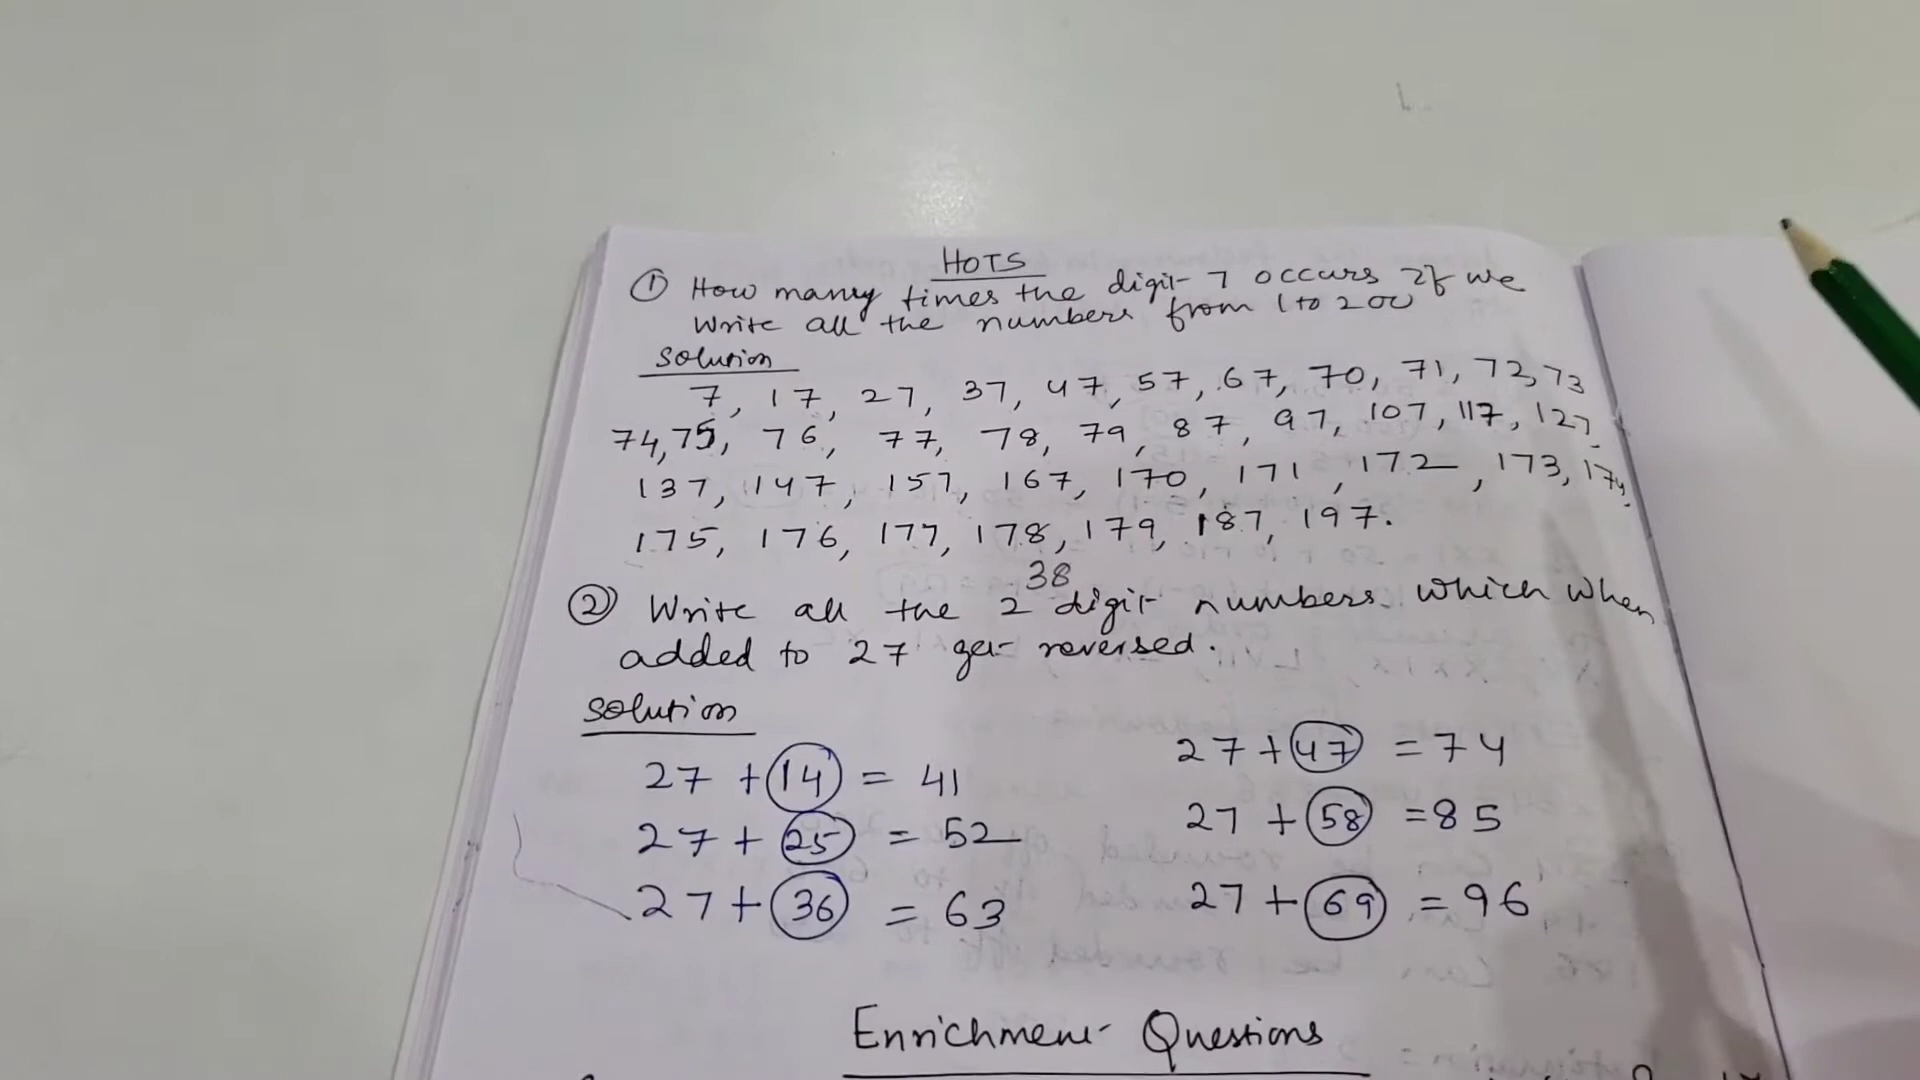 HOTS
① How many times the digit 7 occurs If we
write all the numbers from 1 to 200
solution
7, 17, 27, 37, 47, 57, 67, 70, 71, 72, 73
74, 75, 76, 77, 78, 79, 87, 97, 107, 117, 127
137, 147, 157, 167, 170, 171, 172, 173, 174,
175, 176, 177, 178, 179, 187, 197.
38
② Write all the 2 digit numbers which when
added to 27 get reversed.
solution
27 + 14 = 41
27 + 25 = 52
27 + 36 = 63
27 + 47 = 74
27 + 58 = 85
27 + 69 = 96
Enrichment Questions